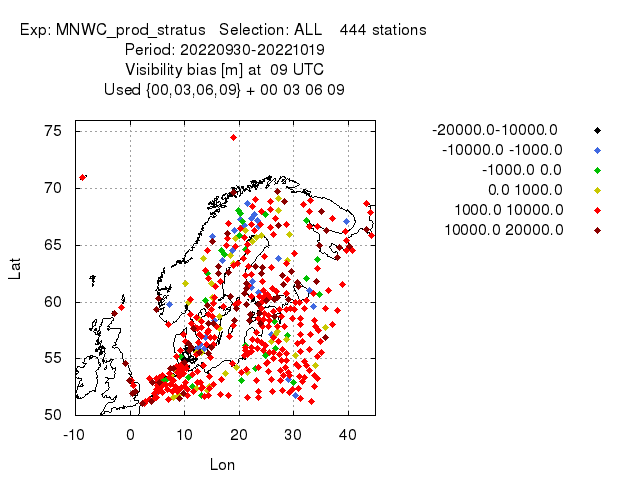 Exp: MNWC_prod_stratus Selection: ALL 444 stations
Period: 20220930-20221019
Visibility bias [m] at 09 UTC
Used {00,03,06,09} + 00 03 06 09
-20000.0-10000.0
-10000.0 -1000.0
-1000.0 0.0
0.0 1000.0
1000.0 10000.0
10000.0 20000.0
75
70
65
60
55
50
Lat
-10 0 10 20 30 40
Lon